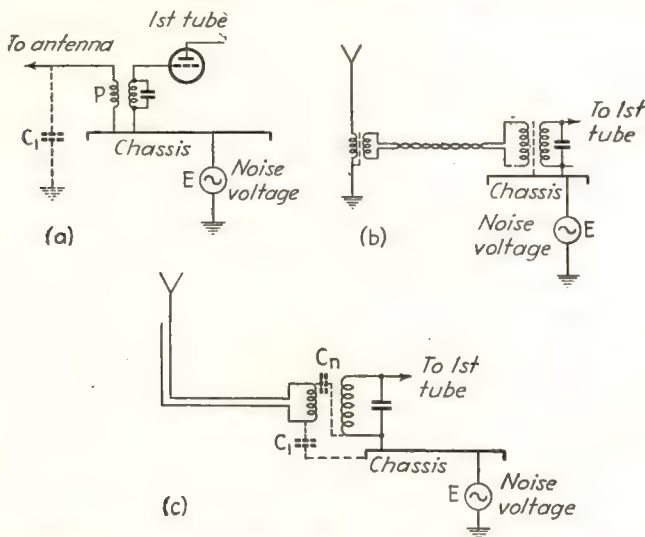 1st tube
To antenna
P
C₁
Chassis
E
Noise
voltage
(a)
To 1st
tube
Chassis
Noise
voltage
E
(b)
Cn
To 1st
tube
C₁
Chassis
E
Noise
voltage
(c)